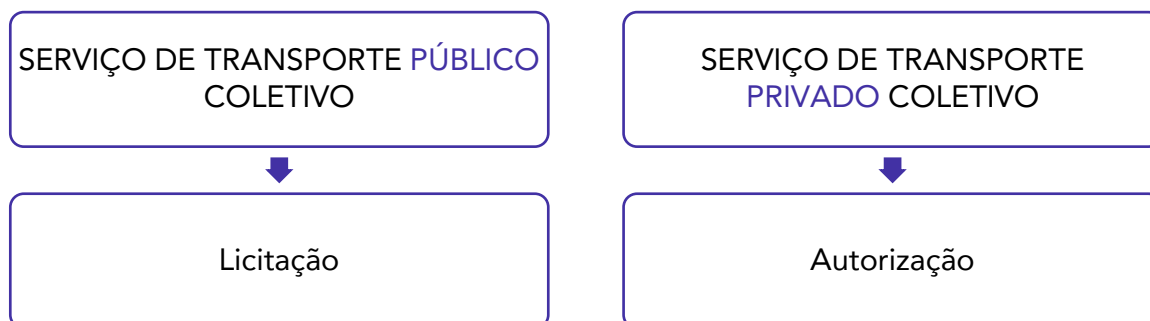 SERVIÇO DE TRANSPORTE PÚBLICO
COLETIVO
Licitação
SERVIÇO DE TRANSPORTE
PRIVADO COLETIVO
Autorização